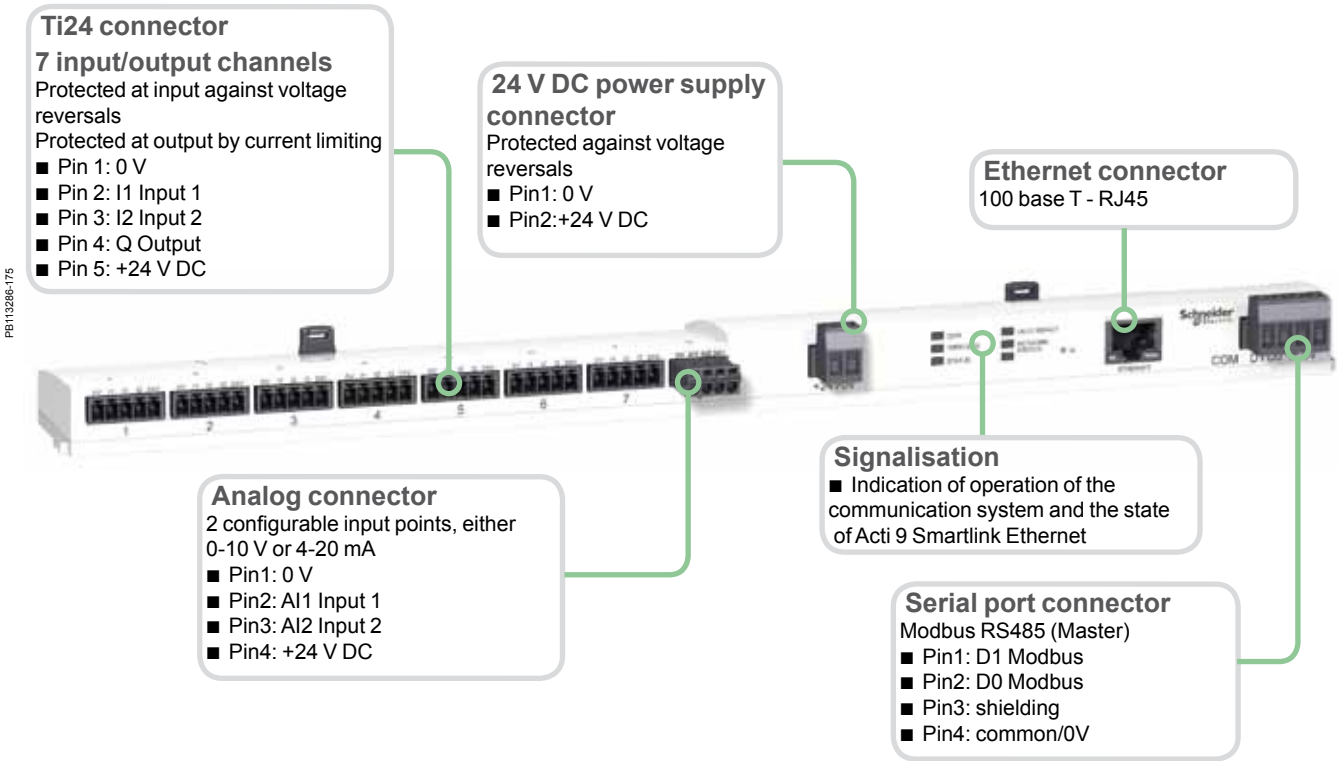 Ti24 connector
7 input/output channels
Protected at input against voltage
reversals
Protected at output by current limiting
■ Pin 1: 0 V
■ Pin 2: I1 Input 1
■ Pin 3: I2 Input 2
■ Pin 4: Q Output
■ Pin 5: +24 V DC
24 V DC power supply
connector
Protected against voltage
reversals
■ Pin1: 0 V
■ Pin2:+24 V DC
Ethernet connector
100 base T - RJ45
PB113286-175
Schneider
Electric
COM
ETHERNET
1
2
3
4
5
6
7
Analog connector
2 configurable input points, either
0-10 V or 4-20 mA
■ Pin1: 0 V
■ Pin2: AI1 Input 1
■ Pin3: AI2 Input 2
■ Pin4: +24 V DC
Signalisation
■ Indication of operation of the
communication system and the state
of Acti 9 Smartlink Ethernet
Serial port connector
Modbus RS485 (Master)
■ Pin1: D1 Modbus
■ Pin2: D0 Modbus
■ Pin3: shielding
■ Pin4: common/0V